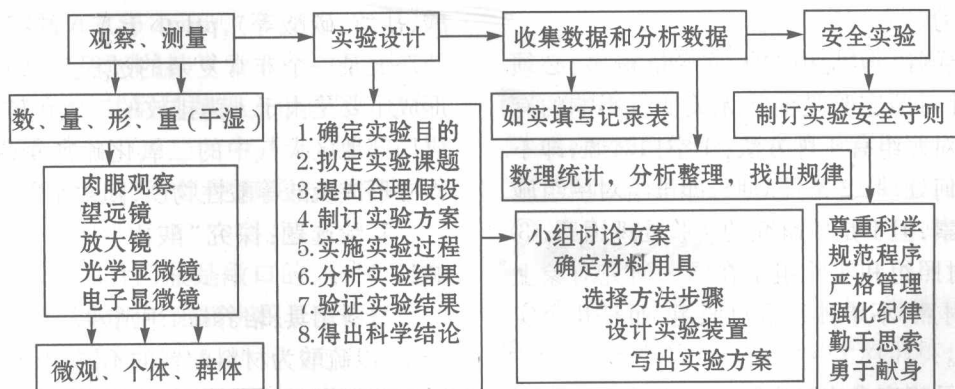 观察、测量
实验设计
收集数据和分析数据
安全实验
数、量、形、重(干湿)
肉眼观察
望远镜
放大镜
光学显微镜
电子显微镜
微观、个体、群体
1.确定实验目的
2.拟定实验课题
3.提出合理假设
4.制订实验方案
5.实施实验过程
6.分析实验结果
7.验证实验结果
8.得出科学结论
如实填写记录表
数理统计，分析整理，找出规律
小组讨论方案
确定材料用具
选择方法步骤
设计实验装置
写出实验方案
制订实验安全守则
尊重科学
规范程序
严格管理
强化纪律
勤于思索
勇于献身